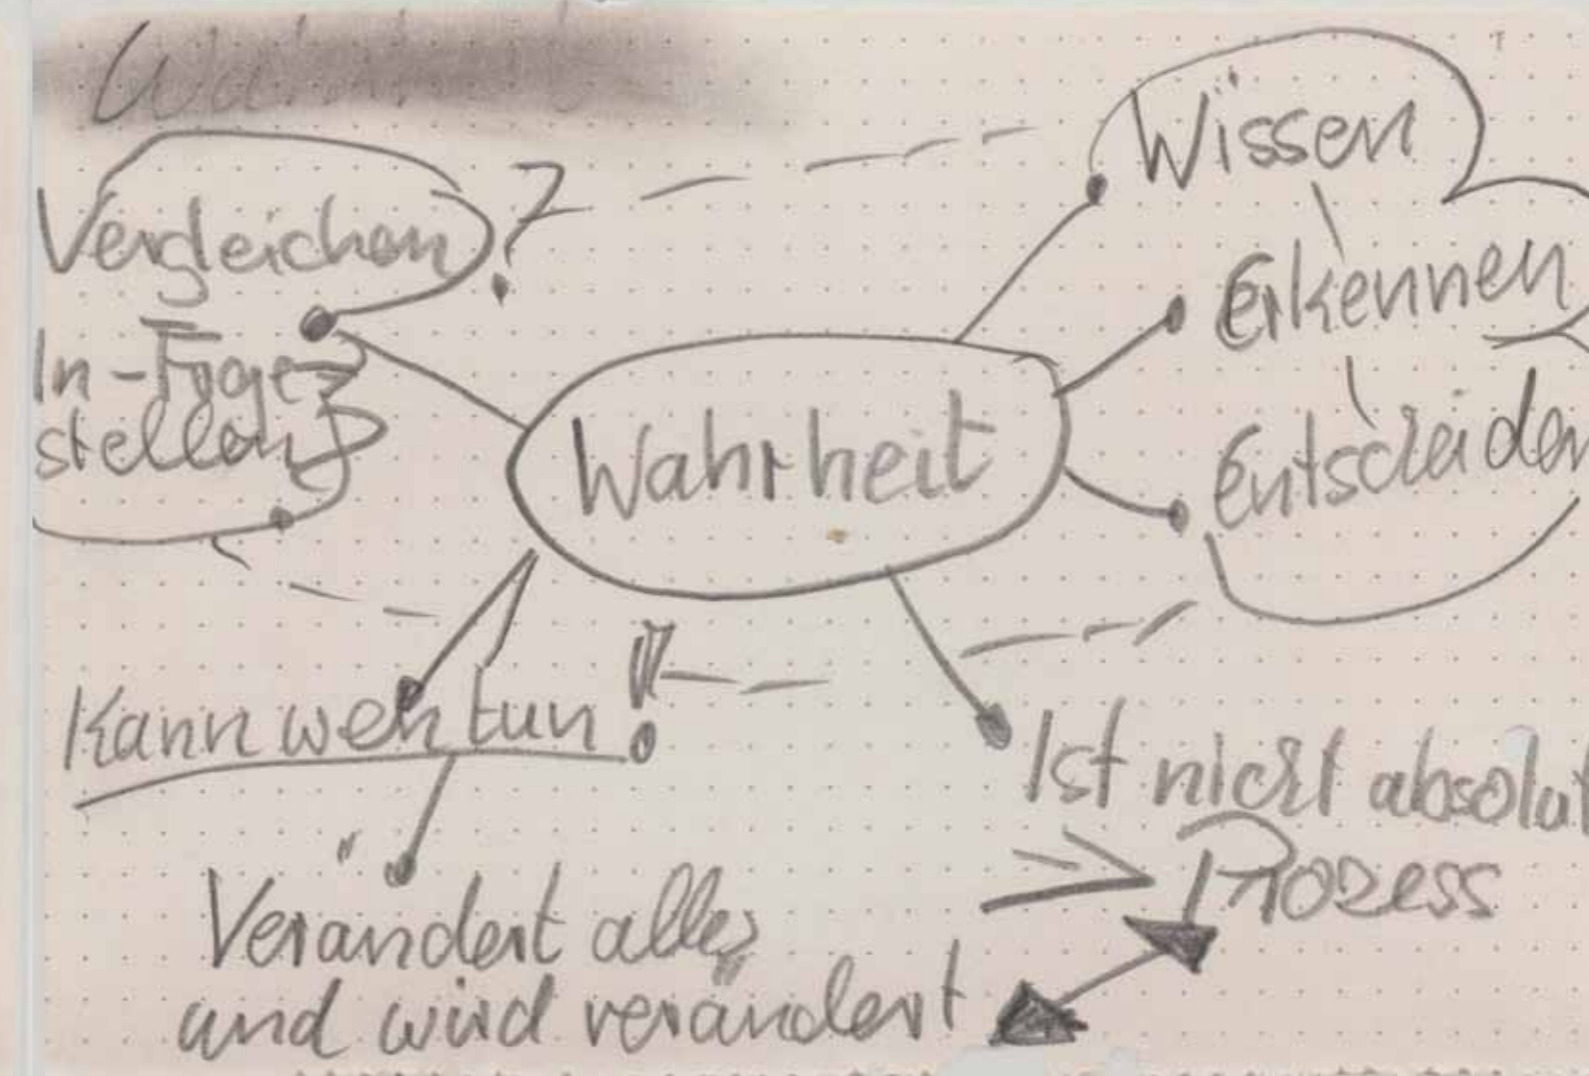 Wahrheit
Vergleichen ?
In-Frage-
stellen
Wissen
Erkennen
Entscheiden
Wahrheit
Kann weh tun !
Ist nicht absolut
=> Prozess
Verändert alles
und wird verändert